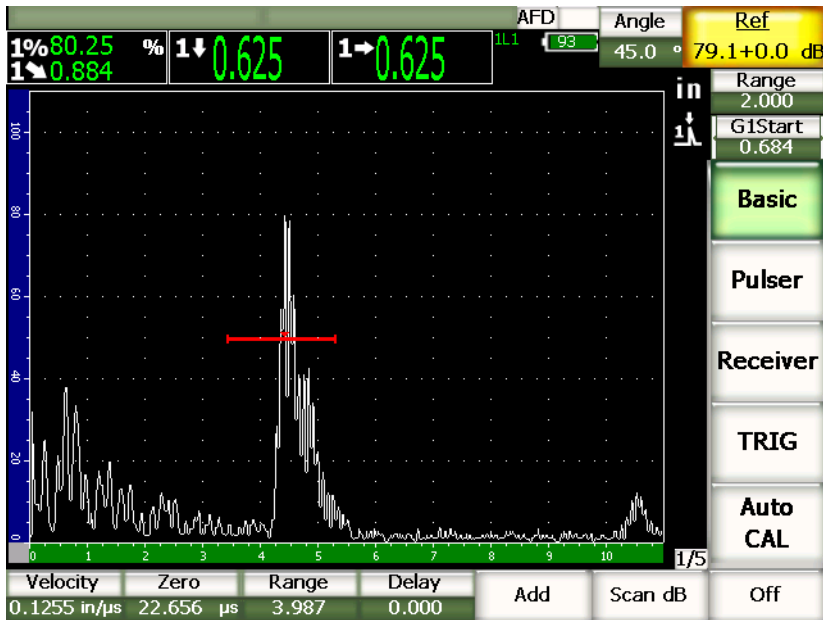 AFD Angle Ref
1%80.25 % 1 0.625 1 0.625 1L1 93 45.0 ° 79.1+0.0 dB
1 0.884
in Range
2.000
1 G1Start
0.684
100
80
60
40
20
0
Basic
Pulser
Receiver
TRIG
Auto
CAL
0 1 2 3 4 5 6 7 8 9 10 1/5
Velocity Zero Range Delay Add Scan dB Off
0.1255 in/µs 22.656 µs 3.987 0.000